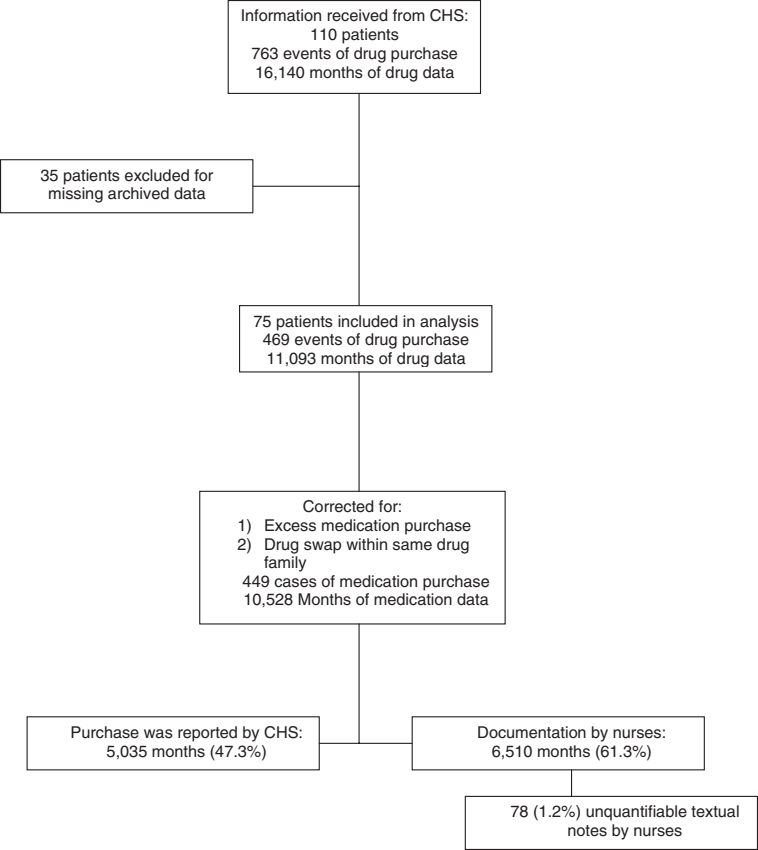 Information received from CHS:
110 patients
763 events of drug purchase
16,140 months of drug data
35 patients excluded for
missing archived data
75 patients included in analysis
469 events of drug purchase
11,093 months of drug data
Corrected for:
1) Excess medication purchase
2) Drug swap within same drug
family
449 cases of medication purchase
10,528 Months of medication data
Purchase was reported by CHS:
5,035 months (47.3%)
Documentation by nurses:
6,510 months (61.3%)
78 (1.2%) unquantifiable textual
notes by nurses